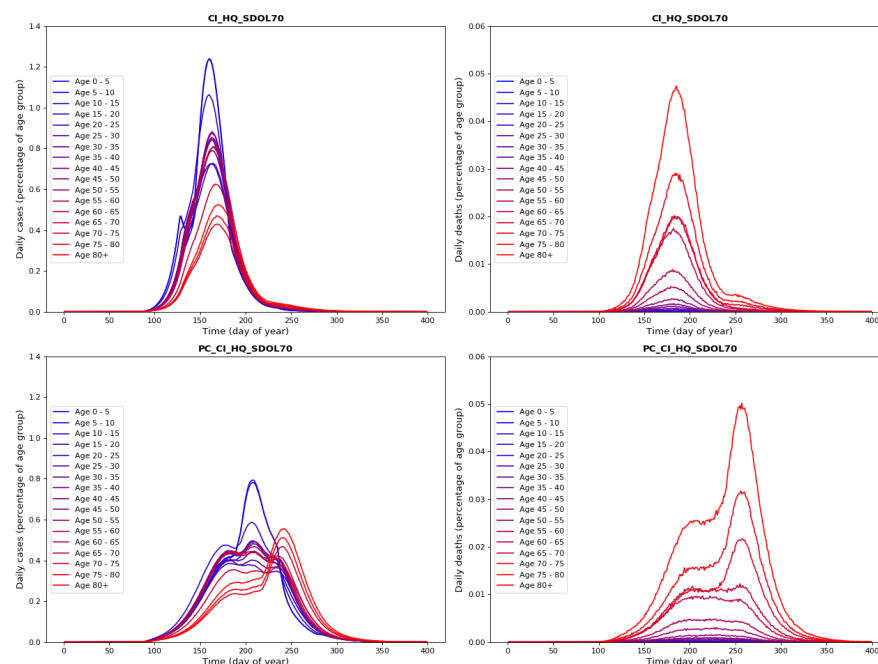 CI_HQ_SDOL70
Daily cases (percentage of age group)
1.4
1.2
1.0
0.8
0.6
0.4
0.2
0.0
Age 0 - 5
Age 5 - 10
Age 10 - 15
Age 15 - 20
Age 20 - 25
Age 25 - 30
Age 30 - 35
Age 35 - 40
Age 40 - 45
Age 45 - 50
Age 50 - 55
Age 55 - 60
Age 60 - 65
Age 65 - 70
Age 70 - 75
Age 75 - 80
Age 80+
0 50 100 150 200 250 300 350 400
Time (day of year)
CI_HQ_SDOL70
Daily deaths (percentage of age group)
0.06
0.05
0.04
0.03
0.02
0.01
0.00
Age 0 - 5
Age 5 - 10
Age 10 - 15
Age 15 - 20
Age 20 - 25
Age 25 - 30
Age 30 - 35
Age 35 - 40
Age 40 - 45
Age 45 - 50
Age 50 - 55
Age 55 - 60
Age 60 - 65
Age 65 - 70
Age 70 - 75
Age 75 - 80
Age 80+
0 50 100 150 200 250 300 350 400
Time (day of year)
PC_CI_HQ_SDOL70
Daily cases (percentage of age group)
1.4
1.2
1.0
0.8
0.6
0.4
0.2
0.0
Age 0 - 5
Age 5 - 10
Age 10 - 15
Age 15 - 20
Age 20 - 25
Age 25 - 30
Age 30 - 35
Age 35 - 40
Age 40 - 45
Age 45 - 50
Age 50 - 55
Age 55 - 60
Age 60 - 65
Age 65 - 70
Age 70 - 75
Age 75 - 80
Age 80+
0 50 100 150 200 250 300 350 400
Time (day of year)
PC_CI_HQ_SDOL70
Daily deaths (percentage of age group)
0.06
0.05
0.04
0.03
0.02
0.01
0.00
Age 0 - 5
Age 5 - 10
Age 10 - 15
Age 15 - 20
Age 20 - 25
Age 25 - 30
Age 30 - 35
Age 35 - 40
Age 40 - 45
Age 45 - 50
Age 50 - 55
Age 55 - 60
Age 60 - 65
Age 65 - 70
Age 70 - 75
Age 75 - 80
Age 80+
0 50 100 150 200 250 300 350 400
Time (day of year)